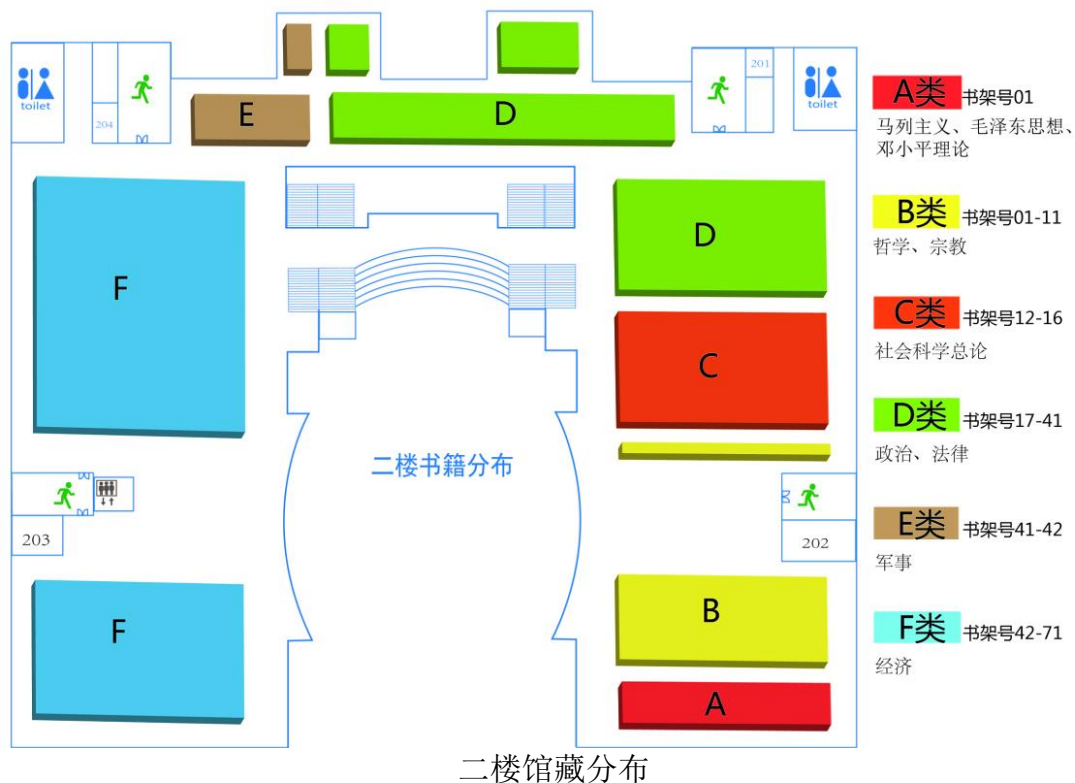 toilet
204
E
D
201
toilet
A类 书架号01
马列主义、毛泽东思想、
邓小平理论
F
D
B类 书架号01-11
哲学、宗教
C
C类 书架号12-16
社会科学总论
二楼书籍分布
D类 书架号17-41
政治、法律
203
202
E类 书架号41-42
军事
F
B
F类 书架号42-71
经济
A
二楼馆藏分布